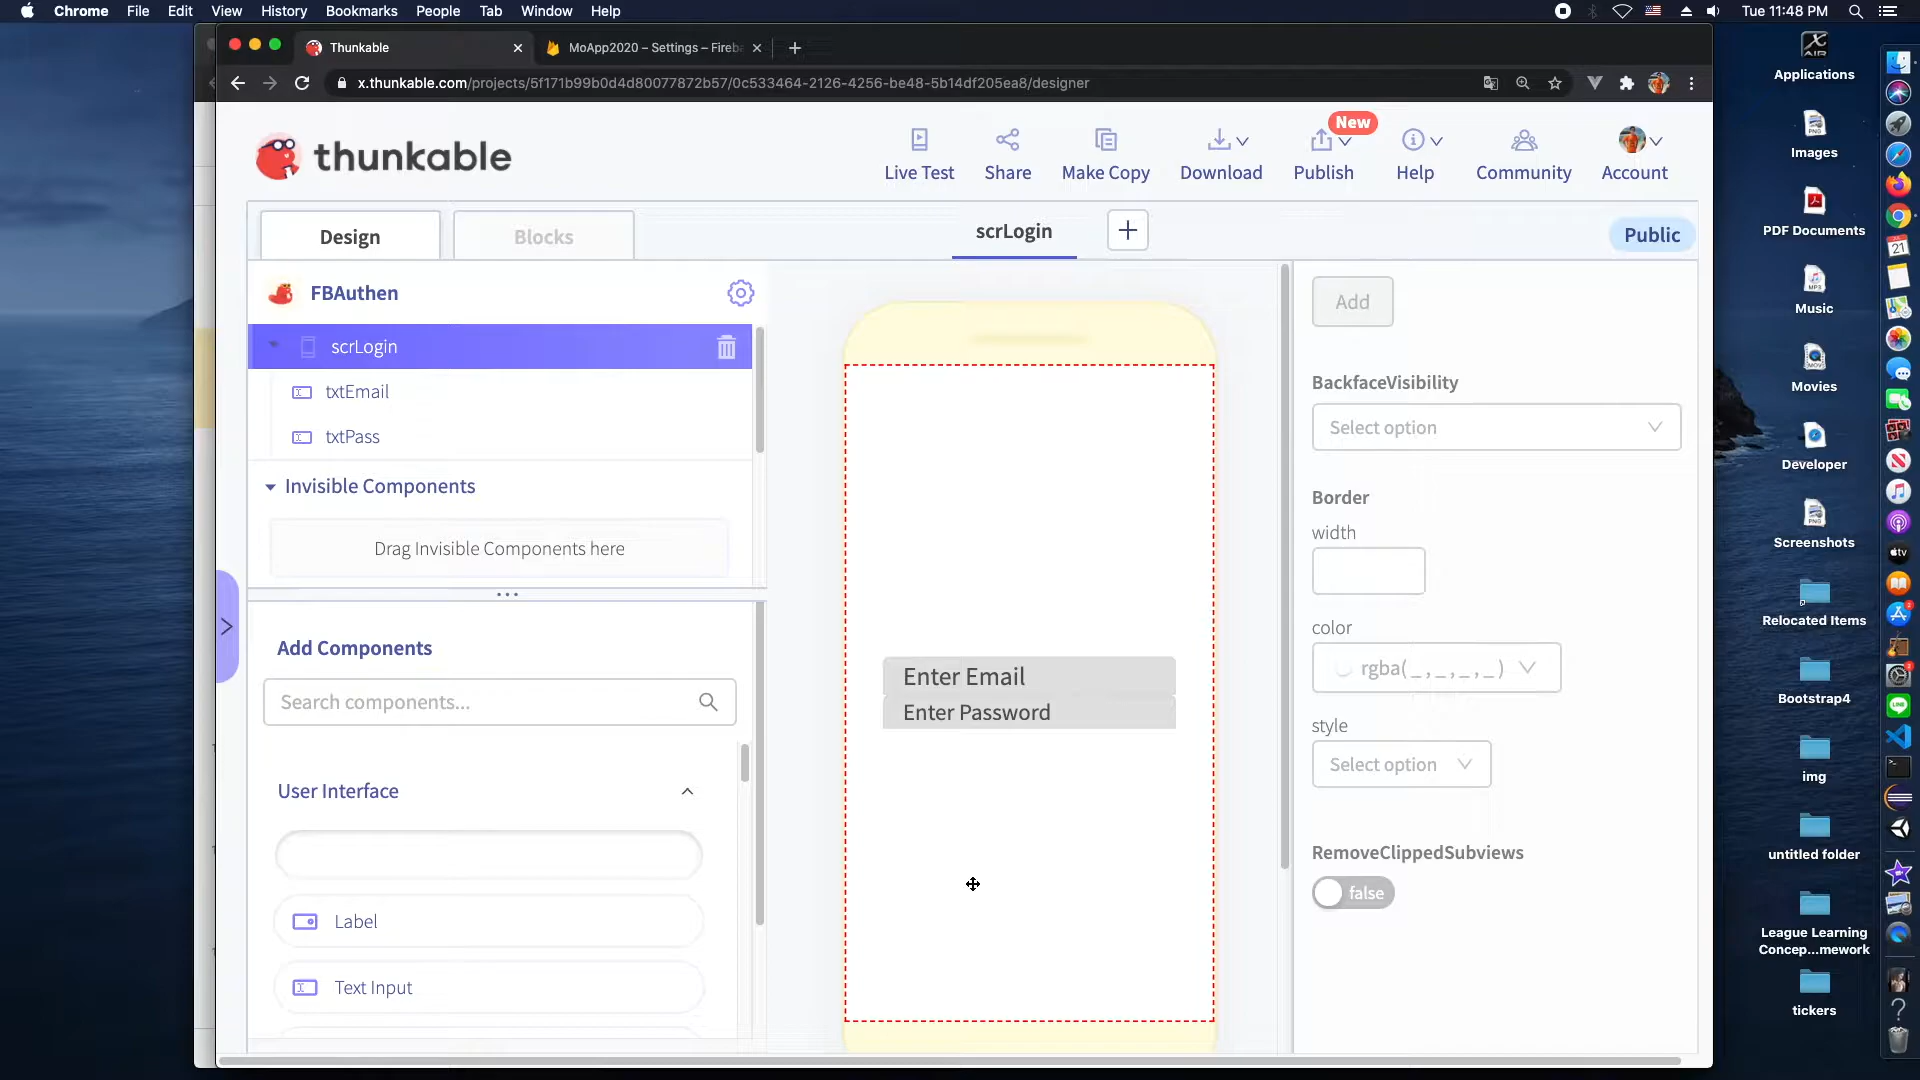 Chrome File Edit View History Bookmarks People Tab Window Help
Tue 11:48 PM
Thunkable
MoApp2020 – Settings – Fireba
x.thunkable.com/projects/5f171b99b0d4d80077872b57/0c533464-2126-4256-be48-5b14df205ea8/designer
thunkable
New
Live Test
Share
Make Copy
Download
Publish
Help
Community
Account
Design
Blocks
scrLogin
Public
FBAuthen
scrLogin
txtEmail
txtPass
Invisible Components
Drag Invisible Components here
Add Components
Search components...
User Interface
Label
Text Input
Enter Email
Enter Password
Add
BackfaceVisibility
Select option
Border
width
color
rgba( _ , _ , _ , _ )
style
Select option
RemoveClippedSubviews
false
Applications
Images
PDF Documents
Music
Movies
Developer
Screenshots
Relocated Items
Bootstrap4
img
untitled folder
League Learning
Concep...mework
tickers